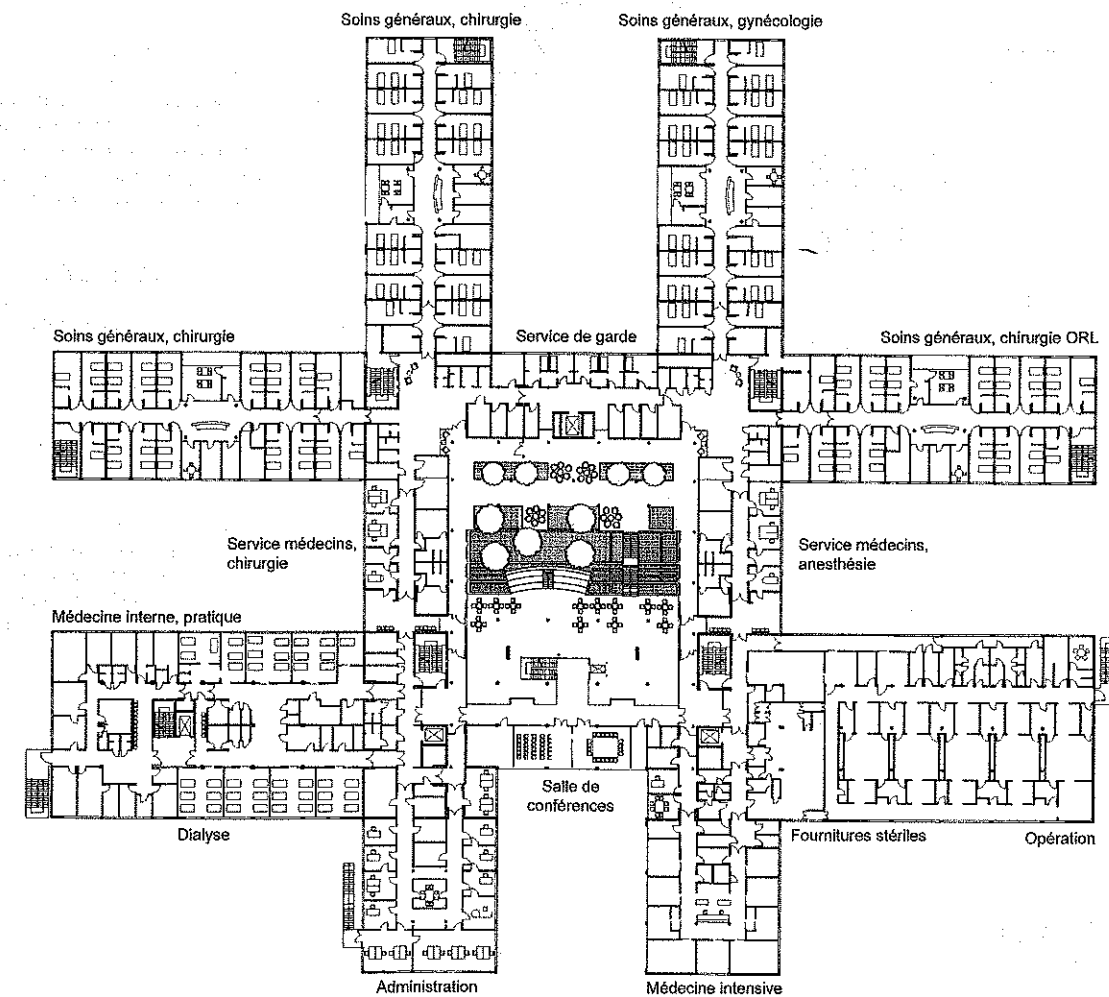 Soins généraux, chirurgie
Soins généraux, gynécologie
Soins généraux, chirurgie
Service de garde
Soins généraux, chirurgie ORL
Service médecins,
chirurgie
Service médecins,
anesthésie
Médecine interne, pratique
Salle de
conférences
Dialyse
Fournitures stériles
Opération
Administration
Médecine intensive